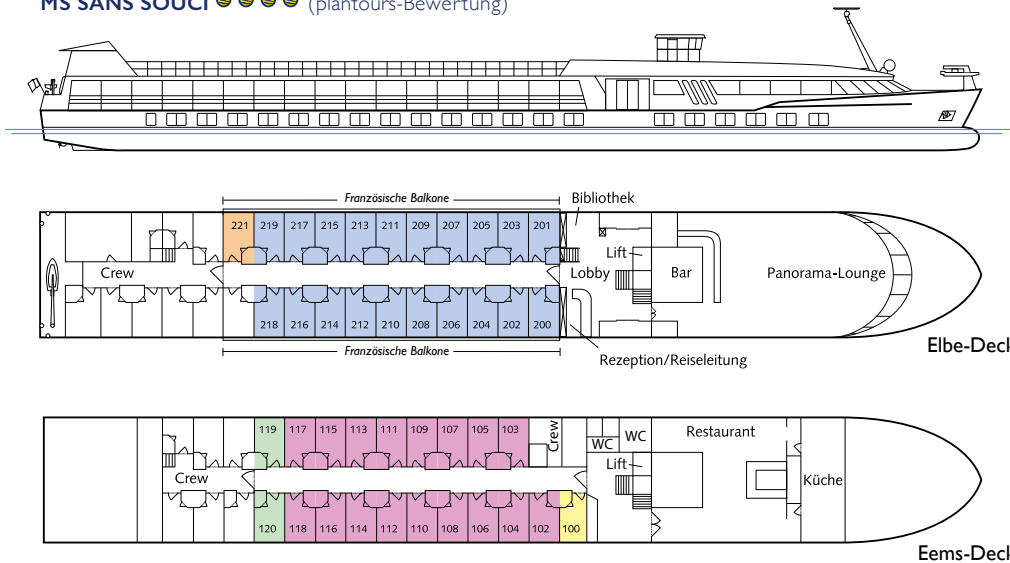 MS SANS SOUCI (plantours-Bewertung)
Französische Balkone
Bibliothek
221 219 217 215 213 211 209 207 205 203 201
Crew
Lobby
Lift
Bar
Panorama-Lounge
218 216 214 212 210 208 206 204 202 200
Französische Balkone
Rezeption/Reiseleitung
Elbe-Deck
119 117 115 113 111 109 107 105 103
Crew
WC
WC
Restaurant
Crew
Lift
Küche
120 118 116 114 112 110 108 106 104 102 100
Eems-Deck